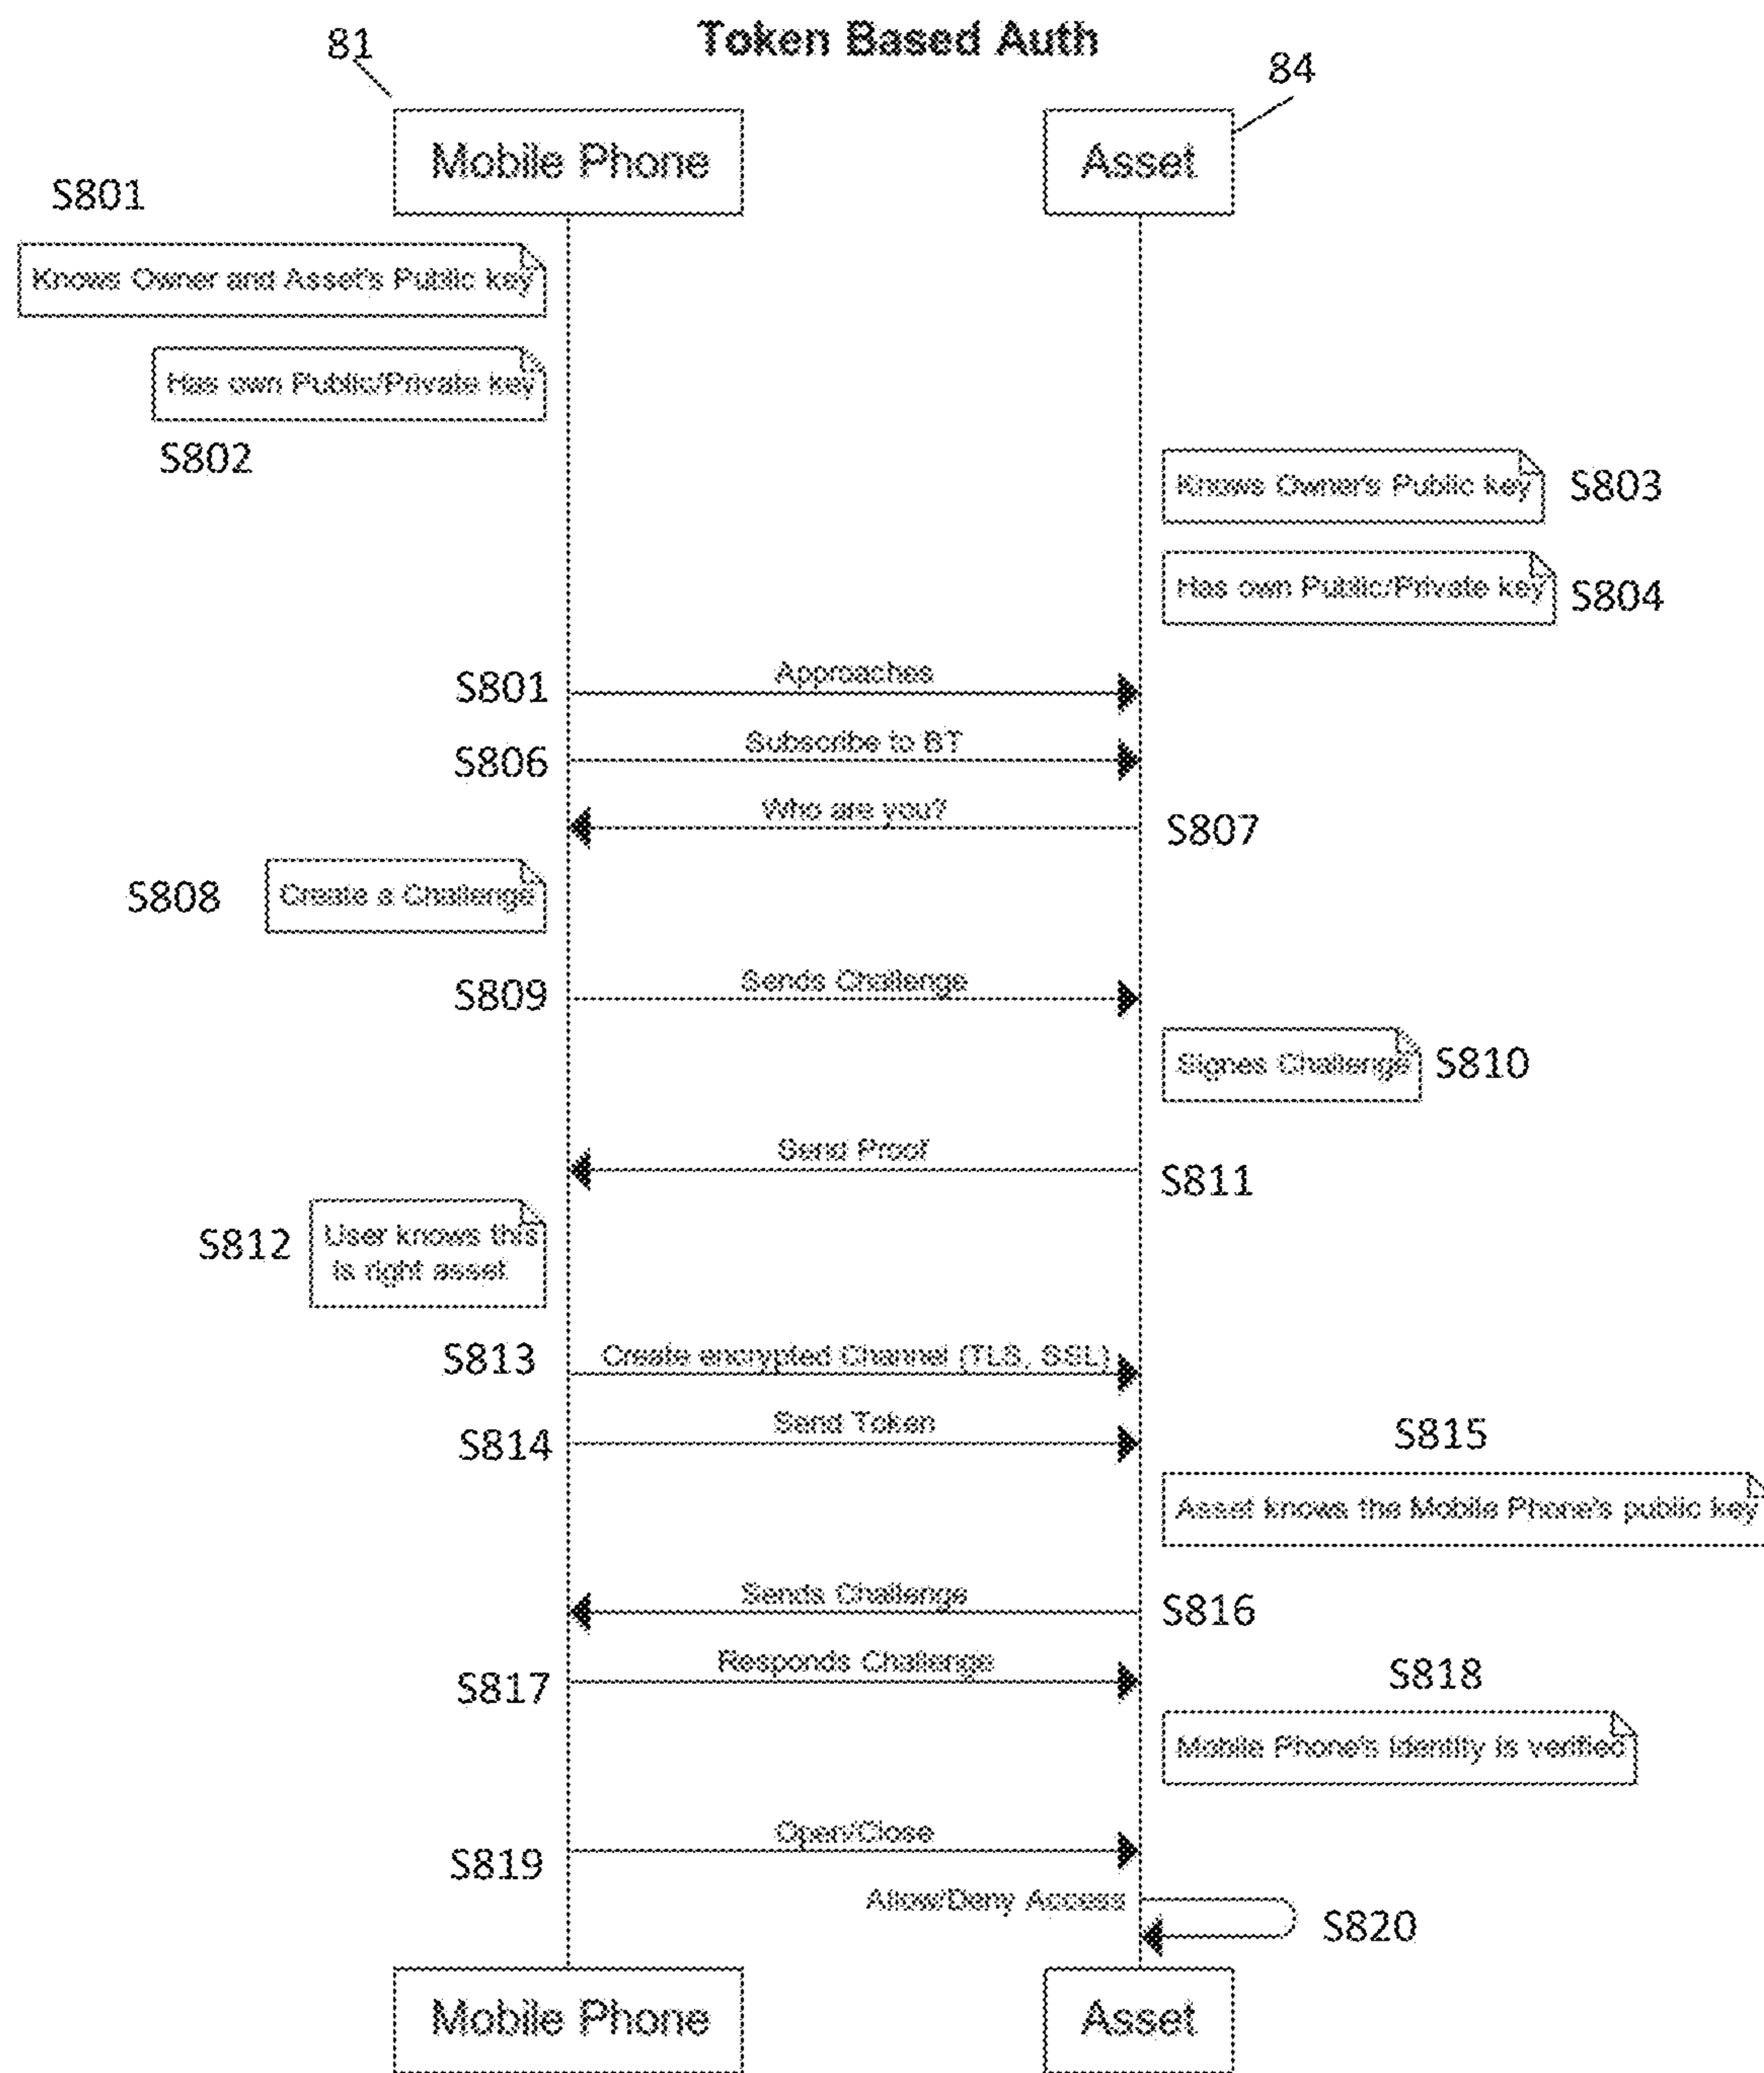 Token Based Auth
81
84
Mobile Phone
Asset
S801
Knows Owner and Asset's Public key
Has own Public/Private key
S802
Knows Owner's Public key
S803
Has own Public/Private key
S804
S801
Approaches
S806
Subscribe to BT
Who are you?
S807
S808
Create a Challenge
S809
Sends Challenge
Signes Challenge
S810
Send Proof
S811
S812
User knows this
is right asset
S813
Create encrypted Channel (TLS, SSL)
S814
Send Token
S815
Asset knows the Mobile Phone's public key
Sends Challenge
S816
S817
Responds Challenge
S818
Mobile Phone's Identity is verified
S819
Open/Close
Allow/Deny Access
S820
Mobile Phone
Asset